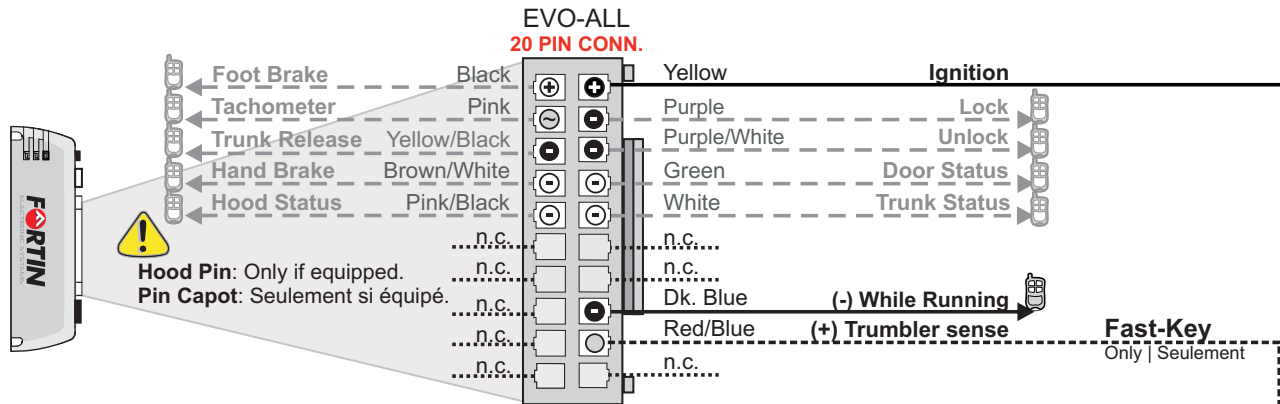 EVO-ALL
20 PIN CONN.
Foot Brake Black Yellow Ignition
Tachometer Pink Purple Lock
Trunk Release Yellow/Black Purple/White Unlock
Hand Brake Brown/White Green Door Status
Hood Status Pink/Black White Trunk Status
n.c. n.c.
n.c. n.c.
n.c. Dk. Blue (-) While Running
n.c. Red/Blue (+) Trumbler sense Fast-Key
Only | Seulement
n.c. n.c.
Hood Pin: Only if equipped.
Pin Capot: Seulement si équipé.
FORTIN
ELECTRONIC SYSTEMS